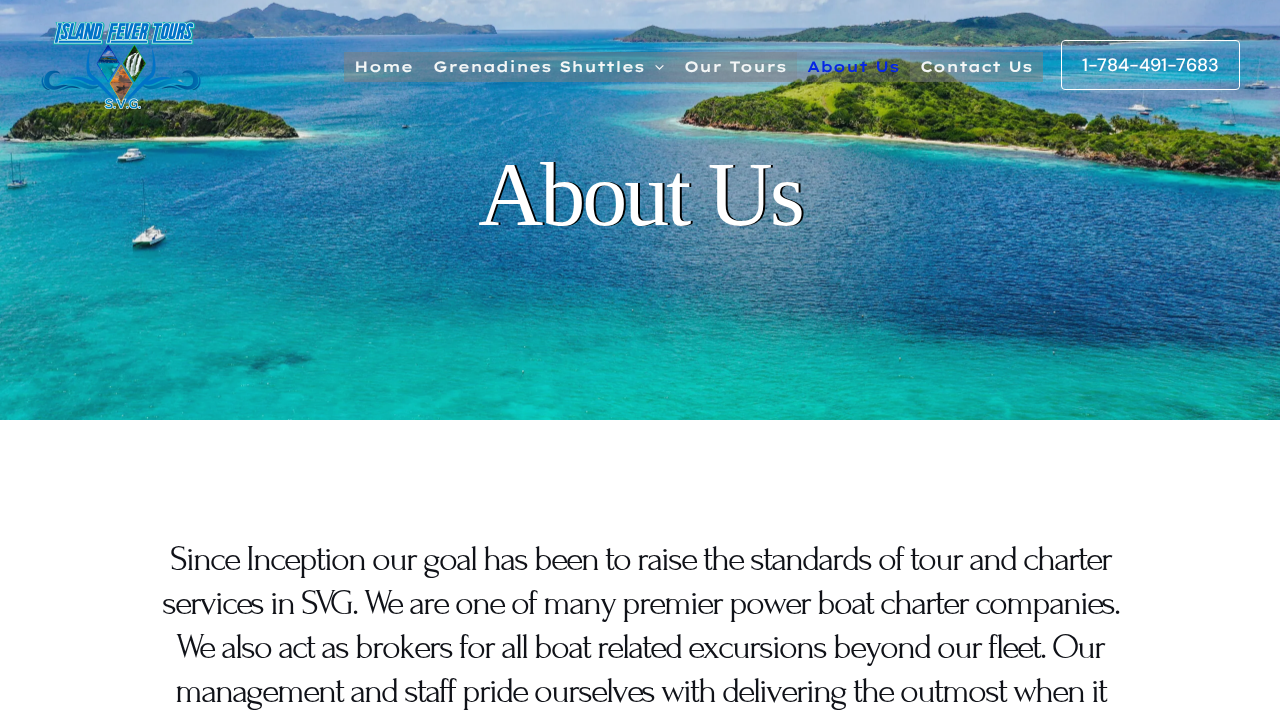 ISLAND FEVER TOURS
S.V.G.
Home Grenadines Shuttles Our Tours About Us Contact Us
1-784-491-7683
About Us
Since Inception our goal has been to raise the standards of tour and charter
services in SVG. We are one of many premier power boat charter companies.
We also act as brokers for all boat related excursions beyond our fleet. Our
management and staff pride ourselves with delivering the outmost when it